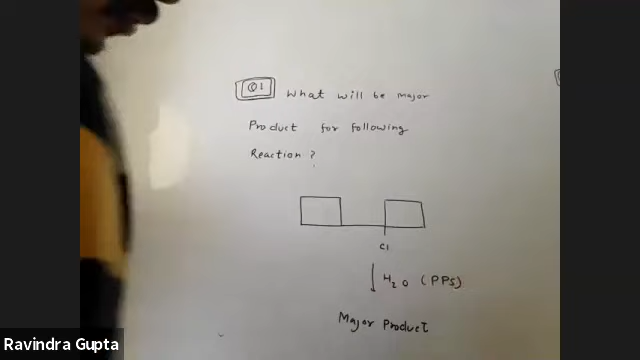 Q1 What will be Major
Product for following
Reaction ?
Cl
H2O (PPS)
Major Product
Ravindra Gupta